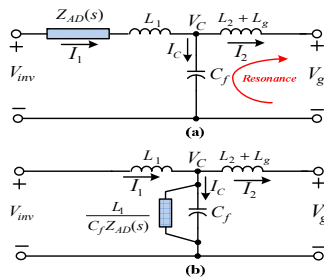 Z_AD(s) L_1 V_C L_2 + L_g
+ I_1 I_C I_2 +
V_inv C_f Resonance V_g
− −
(a)
L_1 V_C L_2 + L_g
+ I_1 I_C I_2 +
V_inv L_1 / C_f Z_AD(s) C_f V_g
− −
(b)